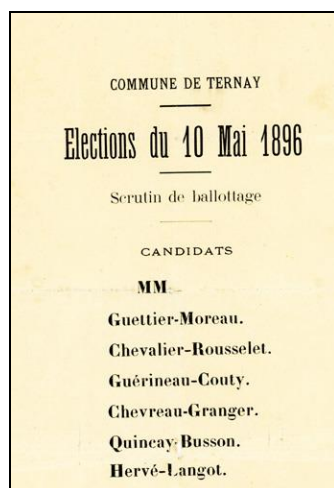 COMMUNE DE TERNAY
Elections du 10 Mai 1896
Scrutin de ballottage
CANDIDATS
MM.
Guettier-Moreau.
Chevalier-Rousselet.
Guérineau-Couty.
Chevreau-Granger.
Quincay-Busson.
Hervé-Langot.